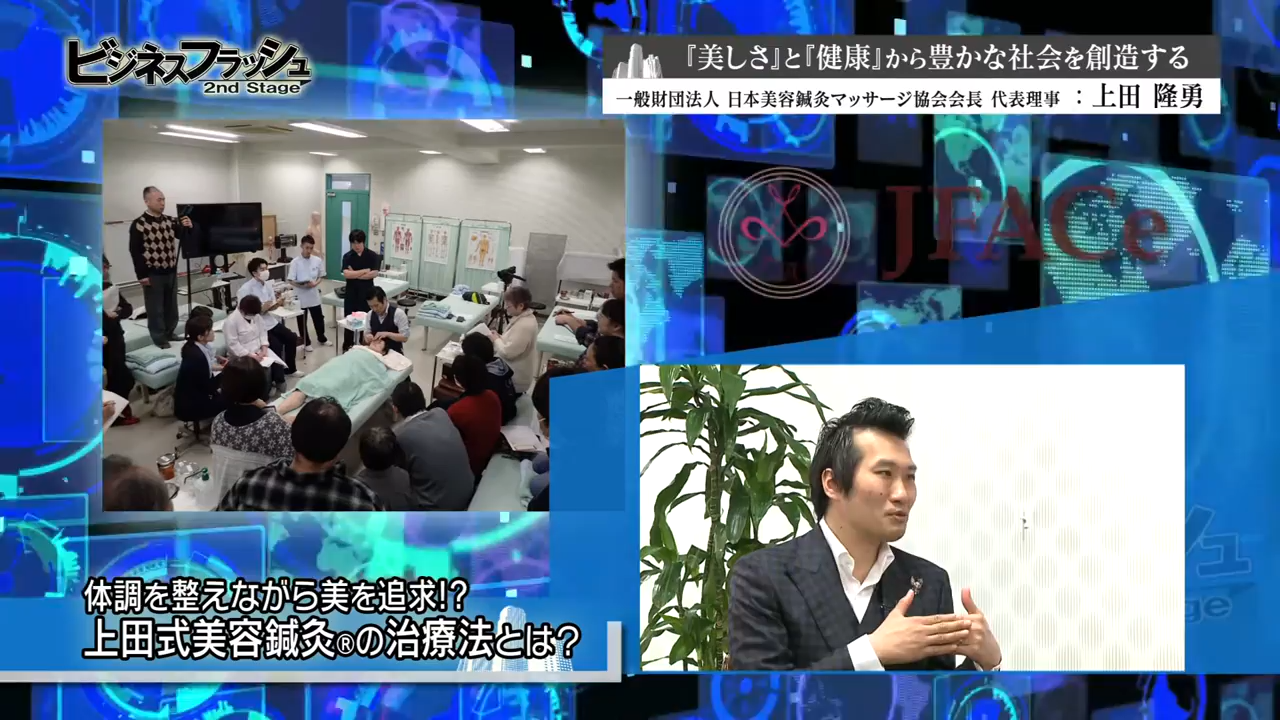 ビジネスフラッシュ
2nd Stage
『美しさ』と『健康』から豊かな社会を創造する
一般財団法人 日本美容鍼灸マッサージ協会会長 代表理事 : 上田 隆勇
JFACe
体調を整えながら美を追求!?
上田式美容鍼灸®の治療法とは?
シュ
Stage